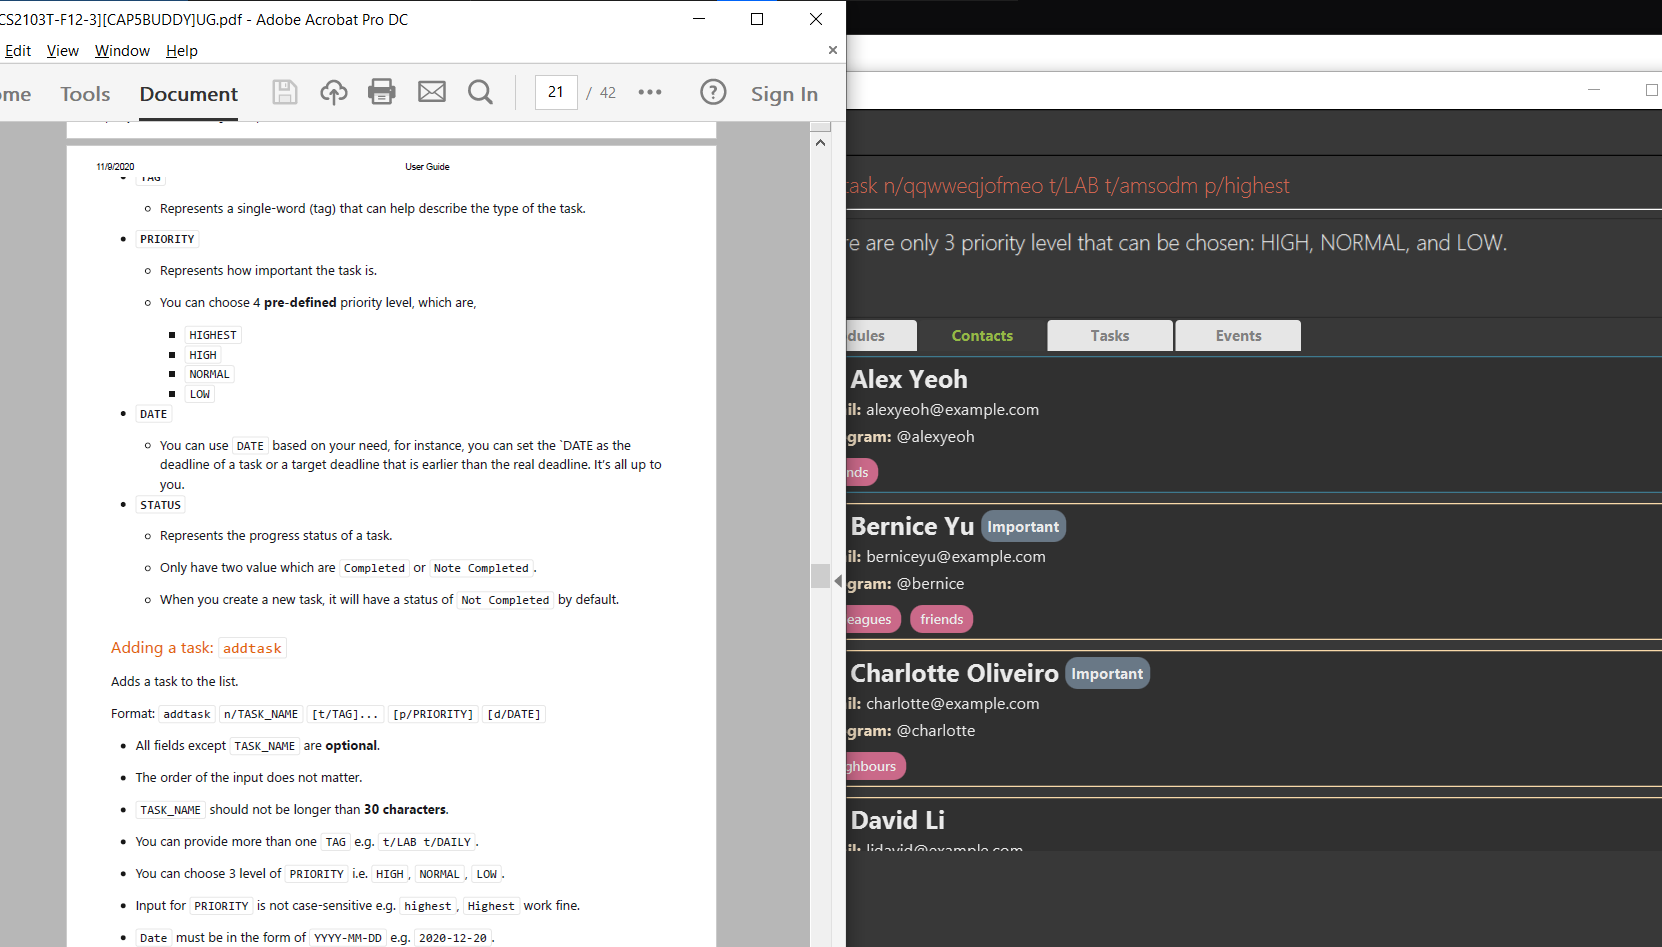 CS2103T-F12-3][CAP5BUDDY]UG.pdf - Adobe Acrobat Pro DC
Edit View Window Help
ome Tools Document 21 / 42 ••• Sign In
11/9/2020 User Guide
TAG
Represents a single-word (tag) that can help describe the type of the task.
PRIORITY
Represents how important the task is.
You can choose 4 pre-defined priority level, which are,
HIGHEST
HIGH
NORMAL
LOW
DATE
You can use DATE based on your need, for instance, you can set the `DATE as the
deadline of a task or a target deadline that is earlier than the real deadline. It's all up to
you.
STATUS
Represents the progress status of a task.
Only have two value which are Completed or Note Completed.
When you create a new task, it will have a status of Not Completed by default.
Adding a task: addtask
Adds a task to the list.
Format: addtask n/TASK_NAME [t/TAG]... [p/PRIORITY] [d/DATE]
All fields except TASK_NAME are optional.
The order of the input does not matter.
TASK_NAME should not be longer than 30 characters.
You can provide more than one TAG e.g. t/LAB t/DAILY.
You can choose 3 level of PRIORITY i.e. HIGH, NORMAL, LOW.
Input for PRIORITY is not case-sensitive e.g. highest, Highest work fine.
Date must be in the form of YYYY-MM-DD e.g. 2020-12-20.
task n/qqwweqjofmeo t/LAB t/amsodm p/highest
re are only 3 priority level that can be chosen: HIGH, NORMAL, and LOW.
dules Contacts Tasks Events
Alex Yeoh
il: alexyeoh@example.com
gram: @alexyeoh
nds
Bernice Yu Important
il: berniceyu@example.com
gram: @bernice
eagues friends
Charlotte Oliveiro Important
il: charlotte@example.com
gram: @charlotte
ghbours
David Li
il: lidavid@example.com